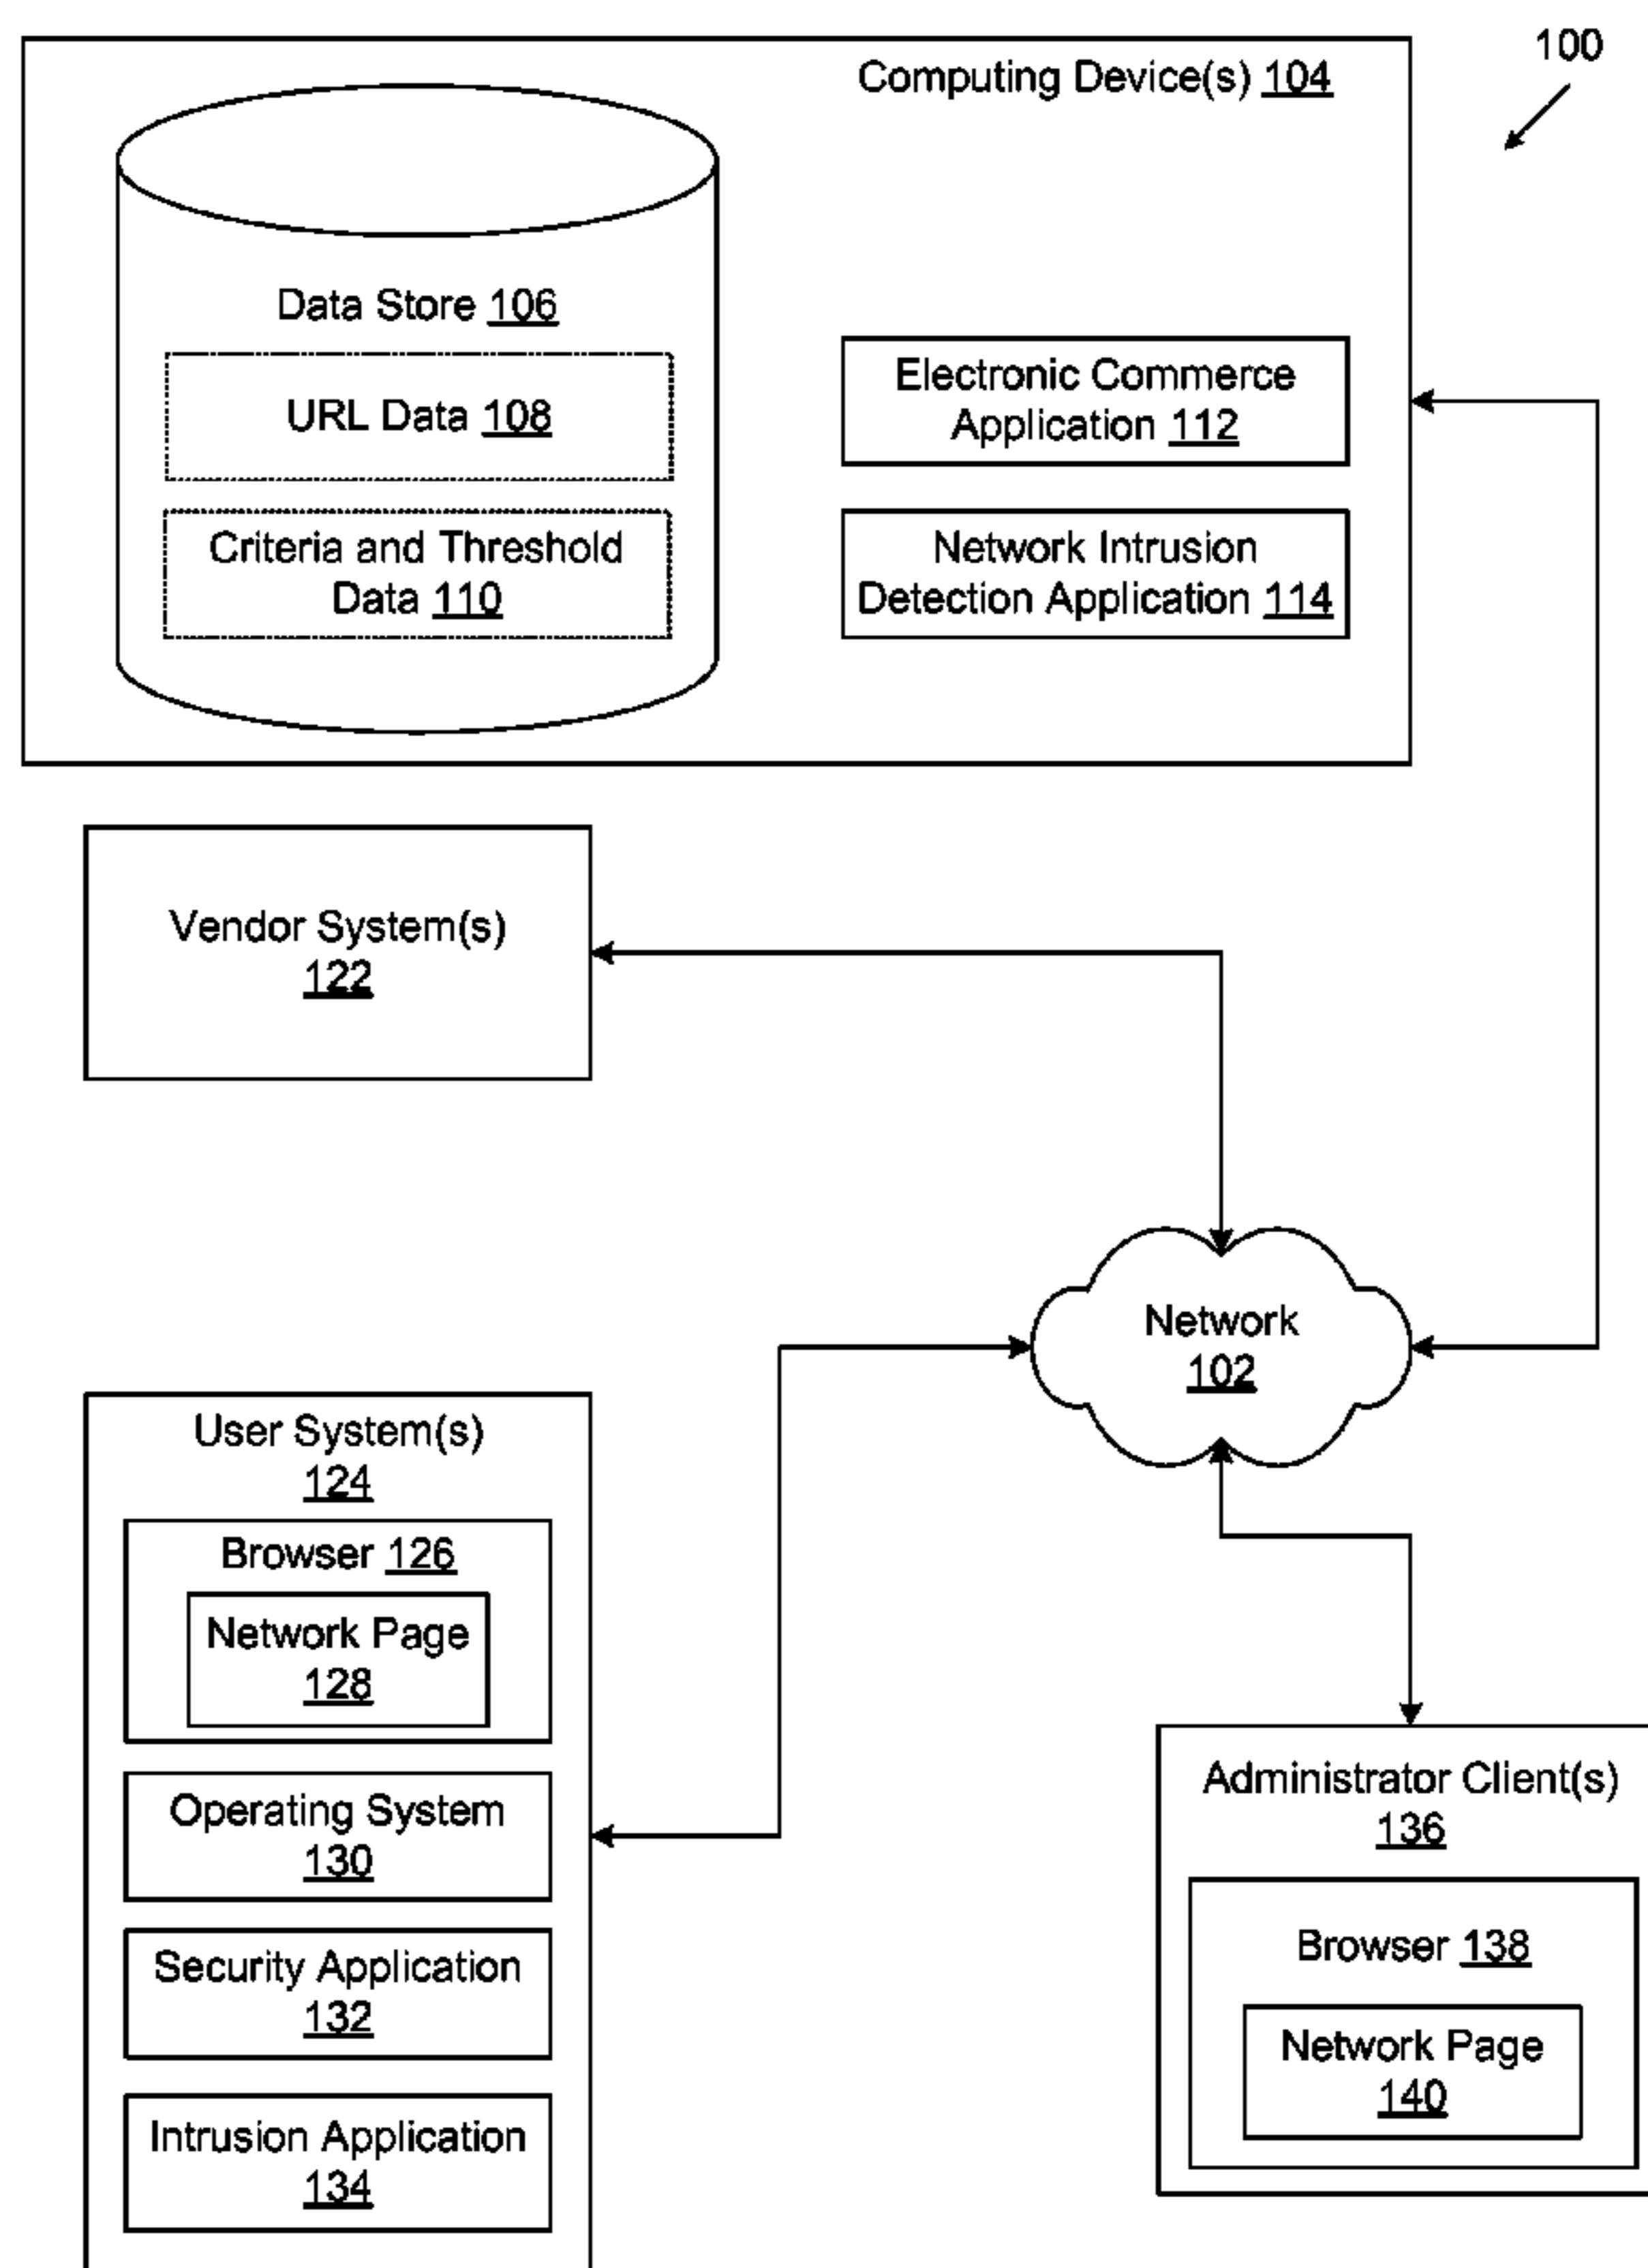 100
Computing Device(s) 104
Data Store 106
URL Data 108
Criteria and Threshold
Data 110
Electronic Commerce
Application 112
Network Intrusion
Detection Application 114
Vendor System(s)
122
Network
102
User System(s)
124
Browser 126
Network Page
128
Operating System
130
Security Application
132
Intrusion Application
134
Administrator Client(s)
136
Browser 138
Network Page
140